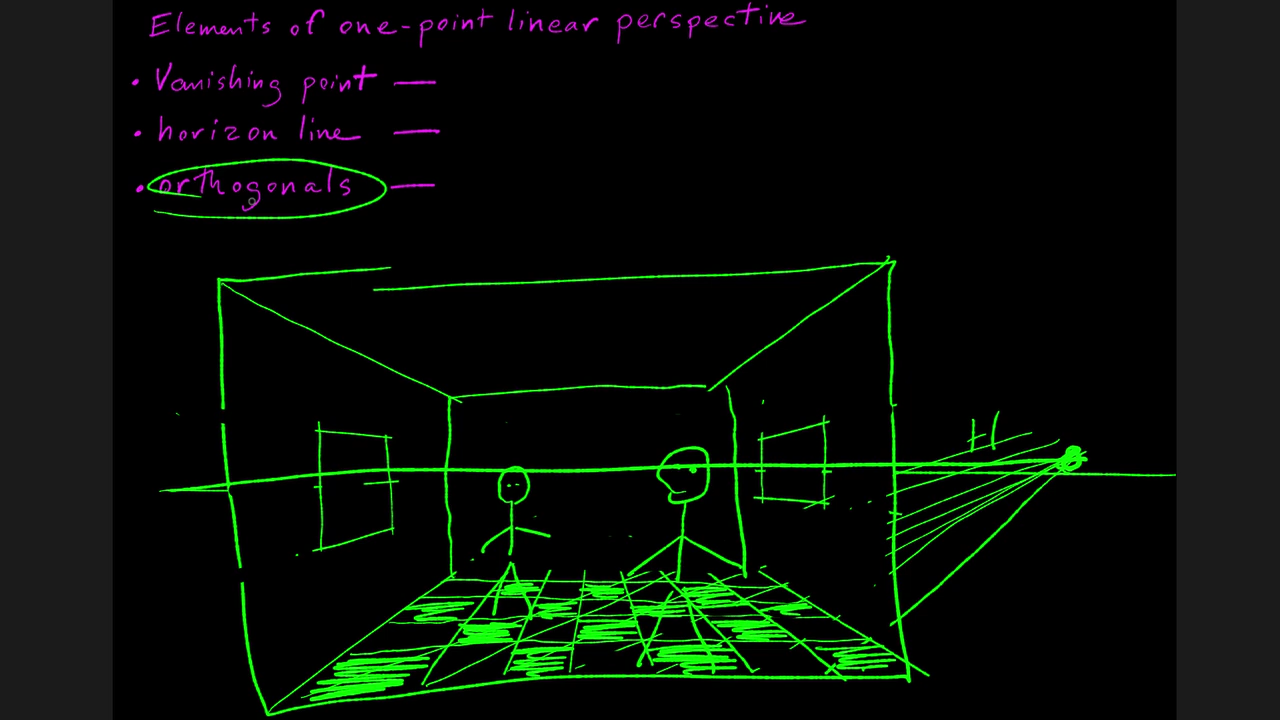 Elements of one-point linear perspective
• Vanishing point —
• horizon line —
• orthogonals —
H